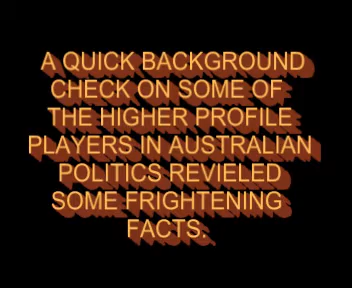 A QUICK BACKGROUND
CHECK ON SOME OF
THE HIGHER PROFILE
PLAYERS IN AUSTRALIAN
POLITICS REVIELED
SOME FRIGHTENING
FACTS.